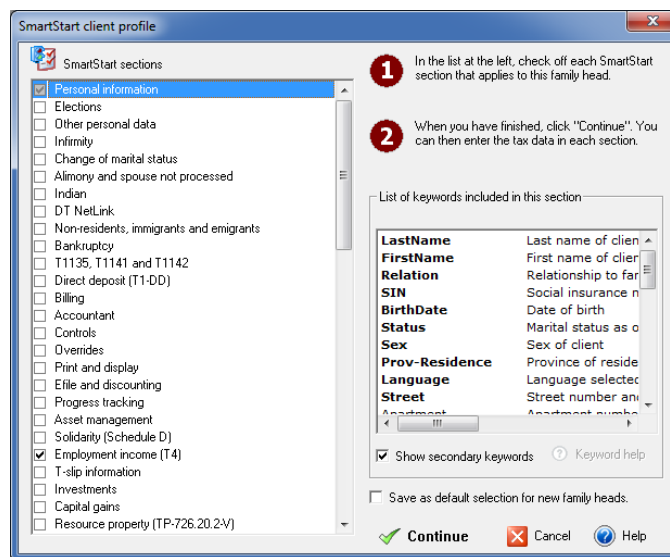 SmartStart client profile
SmartStart sections
Personal information
Elections
Other personal data
Infirmity
Change of marital status
Alimony and spouse not processed
Indian
DT NetLink
Non-residents, immigrants and emigrants
Bankruptcy
T1135, T1141 and T1142
Direct deposit (T1-DD)
Billing
Accountant
Controls
Overrides
Print and display
Efile and discounting
Progress tracking
Asset management
Solidarity (Schedule D)
Employment income (T4)
T-slip information
Investments
Capital gains
Resource property (TP-726.20.2-V)
1 In the list at the left, check off each SmartStart
section that applies to this family head.
2 When you have finished, click "Continue". You
can then enter the tax data in each section.
List of keywords included in this section
LastName Last name of clien
FirstName First name of clien
Relation Relationship to far
SIN Social insurance n
BirthDate Date of birth
Status Marital status as o
Sex Sex of client
Prov-Residence Province of reside
Language Language selected
Street Street number and
Apartment Apartment numbe
Show secondary keywords
Keyword help
Save as default selection for new family heads.
Continue Cancel Help